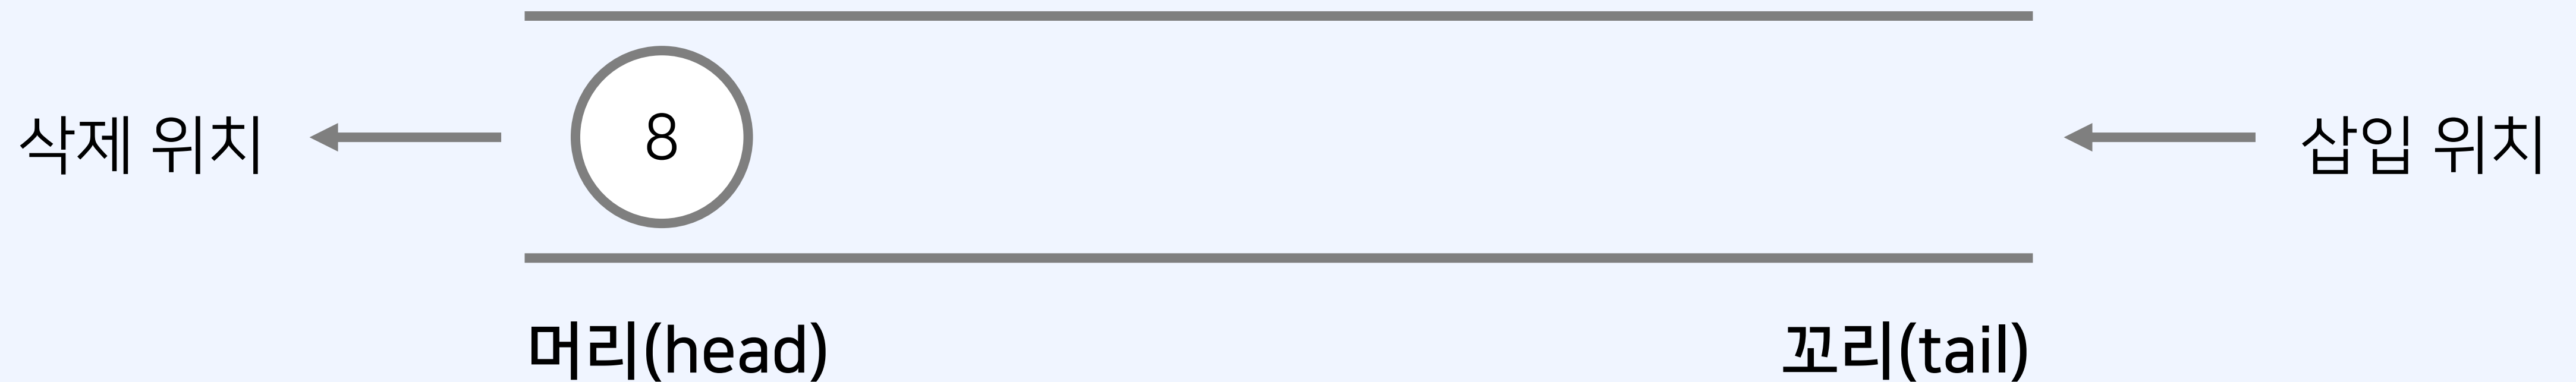 삭제 위치
8
삽입 위치
머리(head)
꼬리(tail)